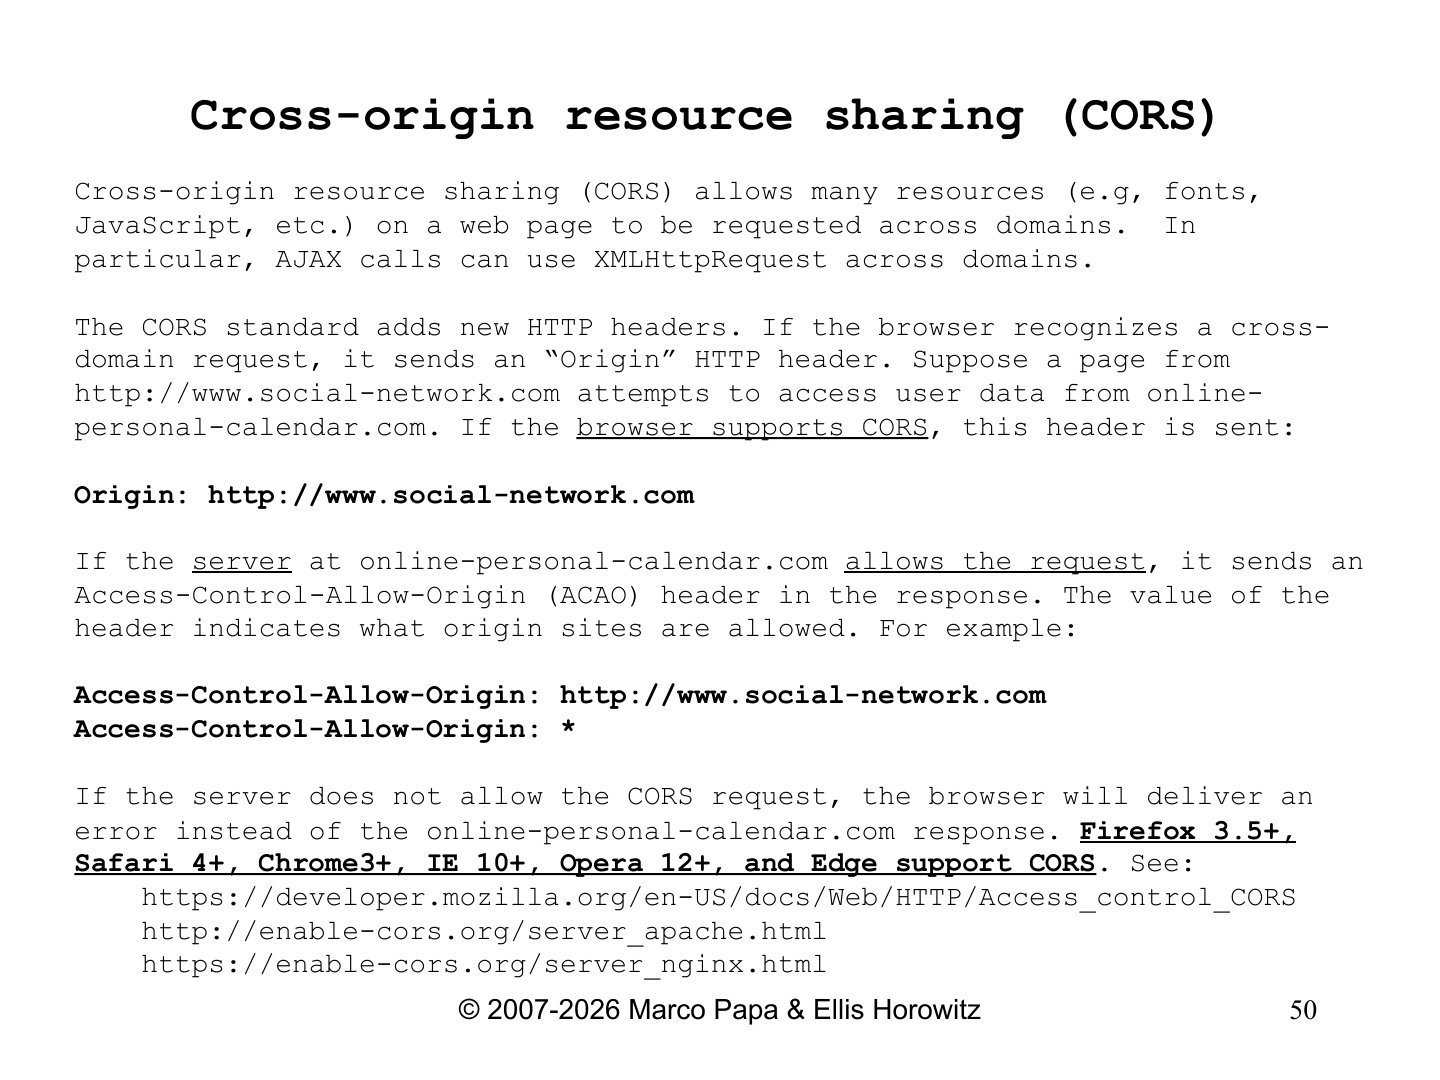 Cross-origin resource sharing (CORS)
Cross-origin resource sharing (CORS) allows many resources (e.g, fonts,
JavaScript, etc.) on a web page to be requested across domains.  In
particular, AJAX calls can use XMLHttpRequest across domains.
The CORS standard adds new HTTP headers. If the browser recognizes a cross-
domain request, it sends an “Origin” HTTP header. Suppose a page from
http://www.social-network.com attempts to access user data from online-
personal-calendar.com. If the browser supports CORS, this header is sent:
Origin: http://www.social-network.com
If the server at online-personal-calendar.com allows the request, it sends an
Access-Control-Allow-Origin (ACAO) header in the response. The value of the
header indicates what origin sites are allowed. For example:
Access-Control-Allow-Origin: http://www.social-network.com
Access-Control-Allow-Origin: *
If the server does not allow the CORS request, the browser will deliver an
error instead of the online-personal-calendar.com response. Firefox 3.5+,
Safari 4+, Chrome3+, IE 10+, Opera 12+, and Edge support CORS. See:
https://developer.mozilla.org/en-US/docs/Web/HTTP/Access_control_CORS
http://enable-cors.org/server_apache.html
https://enable-cors.org/server_nginx.html
© 2007-2026 Marco Papa & Ellis Horowitz
50